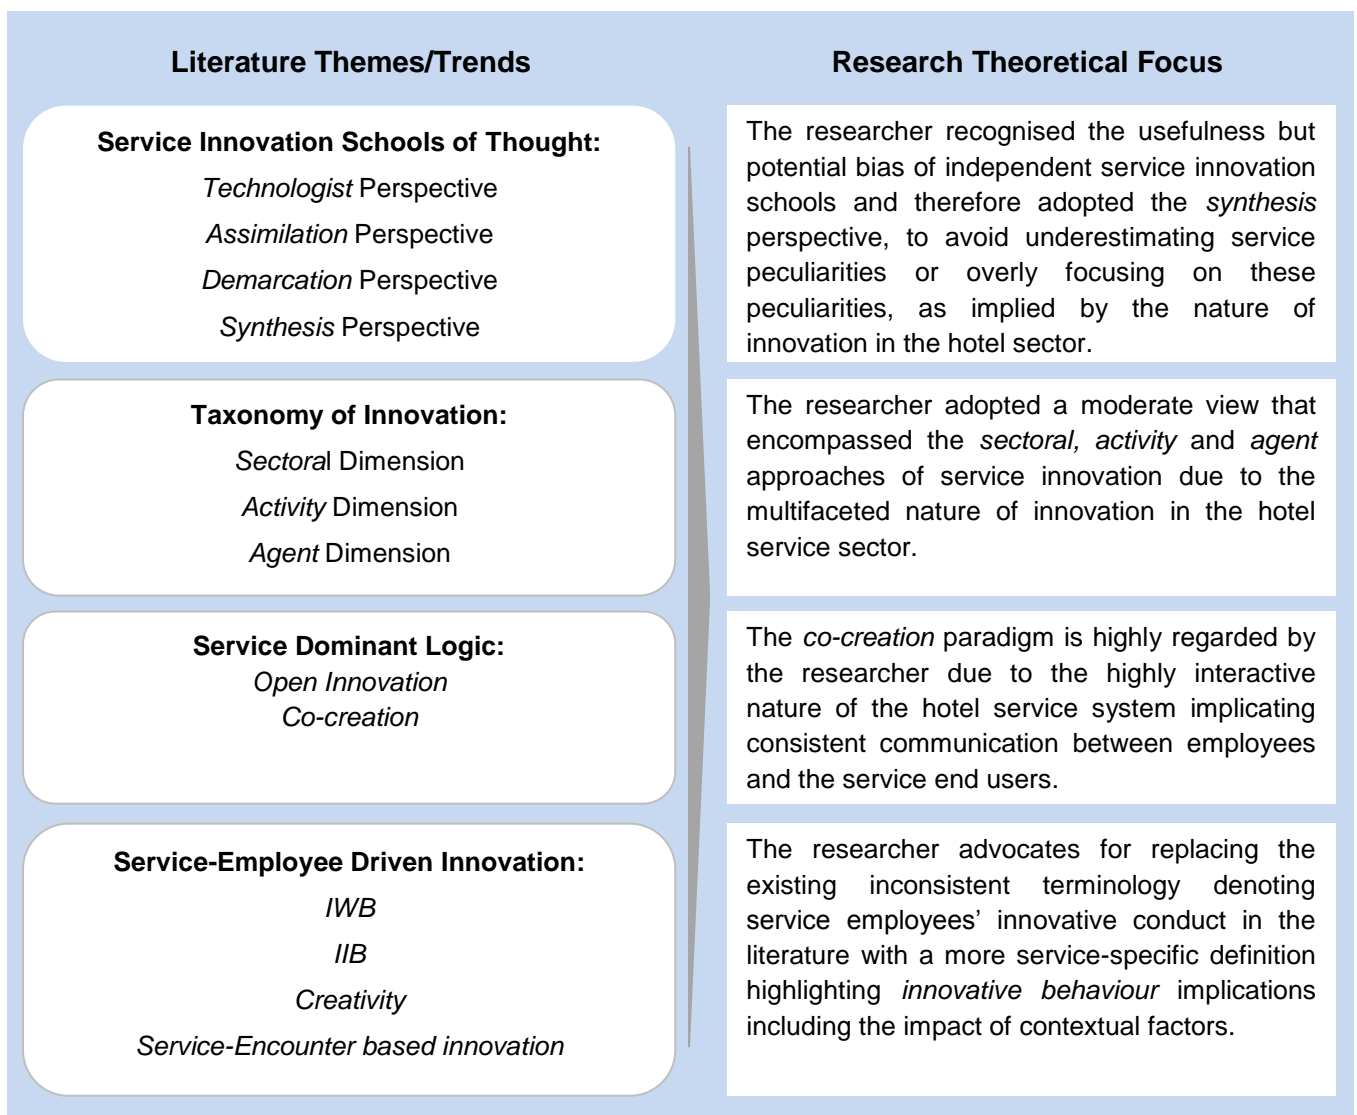 Literature Themes/Trends
Research Theoretical Focus
Service Innovation Schools of Thought:
Technologist Perspective
Assimilation Perspective
Demarcation Perspective
Synthesis Perspective
The researcher recognised the usefulness but
potential bias of independent service innovation
schools and therefore adopted the synthesis
perspective, to avoid underestimating service
peculiarities or overly focusing on these
peculiarities, as implied by the nature of
innovation in the hotel sector.
Taxonomy of Innovation:
Sectoral Dimension
Activity Dimension
Agent Dimension
The researcher adopted a moderate view that
encompassed the sectoral, activity and agent
approaches of service innovation due to the
multifaceted nature of innovation in the hotel
service sector.
Service Dominant Logic:
Open Innovation
Co-creation
The co-creation paradigm is highly regarded by
the researcher due to the highly interactive
nature of the hotel service system implicating
consistent communication between employees
and the service end users.
Service-Employee Driven Innovation:
IWB
IIB
Creativity
Service-Encounter based innovation
The researcher advocates for replacing the
existing inconsistent terminology denoting
service employees’ innovative conduct in the
literature with a more service-specific definition
highlighting innovative behaviour implications
including the impact of contextual factors.